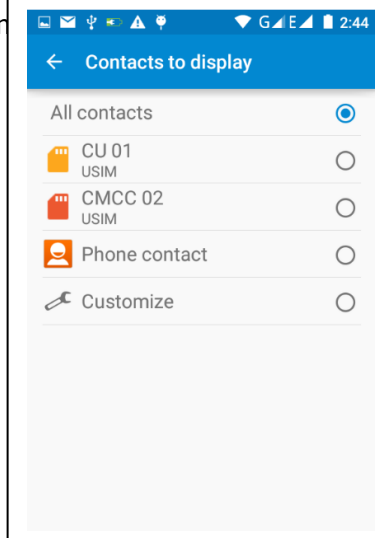 G E 2:44
Contacts to display
All contacts
CU 01
USIM
CMCC 02
USIM
Phone contact
Customize